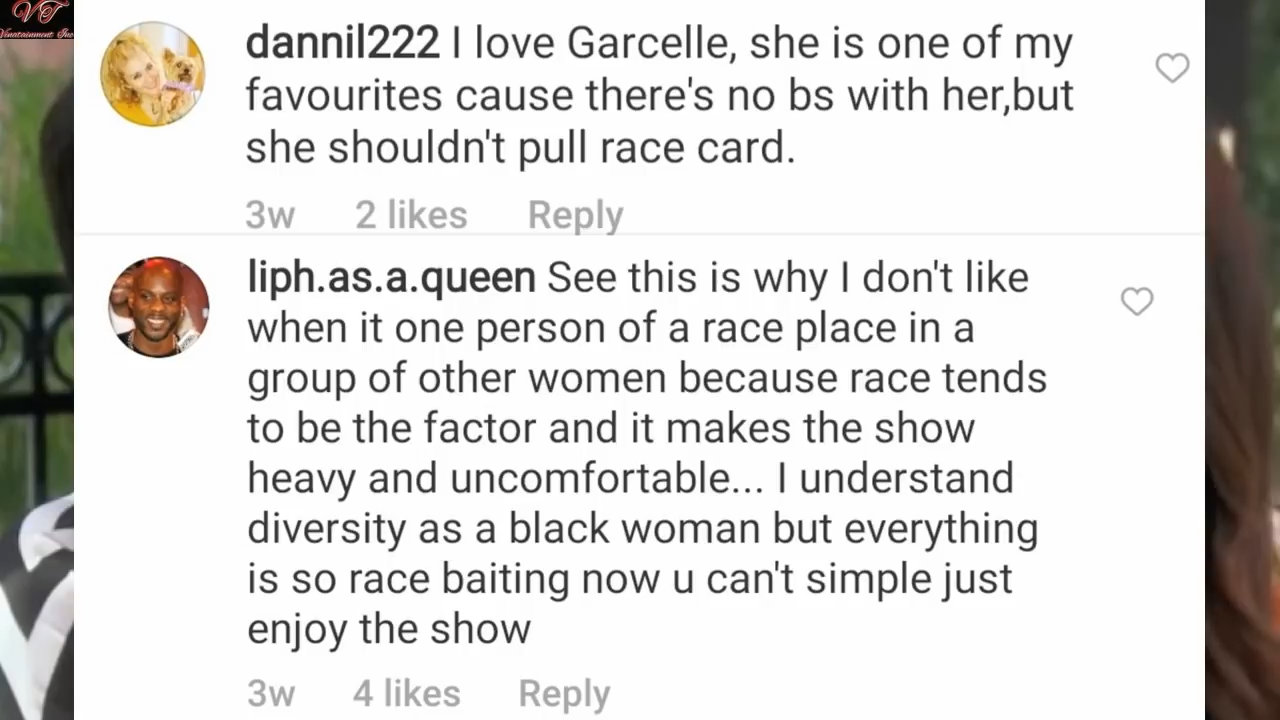 VT
Vinatainment Inc
dannil222 I love Garcelle, she is one of my
favourites cause there's no bs with her,but
she shouldn't pull race card.
3w 2 likes Reply
liph.as.a.queen See this is why I don't like
when it one person of a race place in a
group of other women because race tends
to be the factor and it makes the show
heavy and uncomfortable... I understand
diversity as a black woman but everything
is so race baiting now u can't simple just
enjoy the show
3w 4 likes Reply